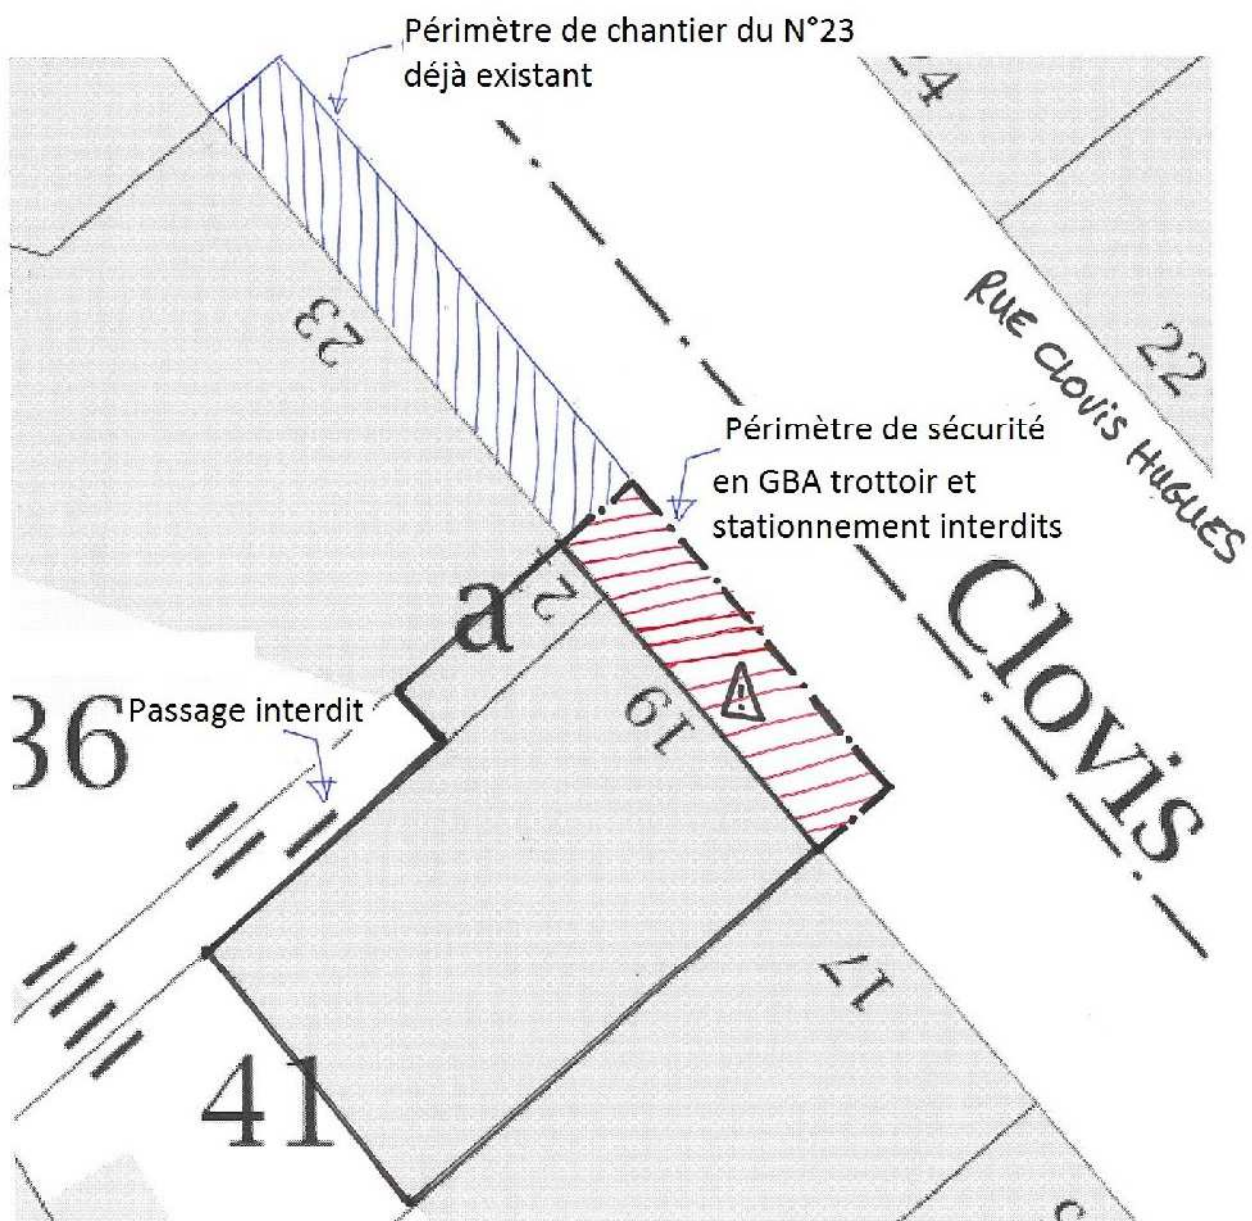 Périmètre de chantier du N°23
déjà existant
24
23
22
RUE CLOVIS HUGUES
Périmètre de sécurité
en GBA trottoir et
stationnement interdits
Clovis
a
19
36
Passage interdit
17
41